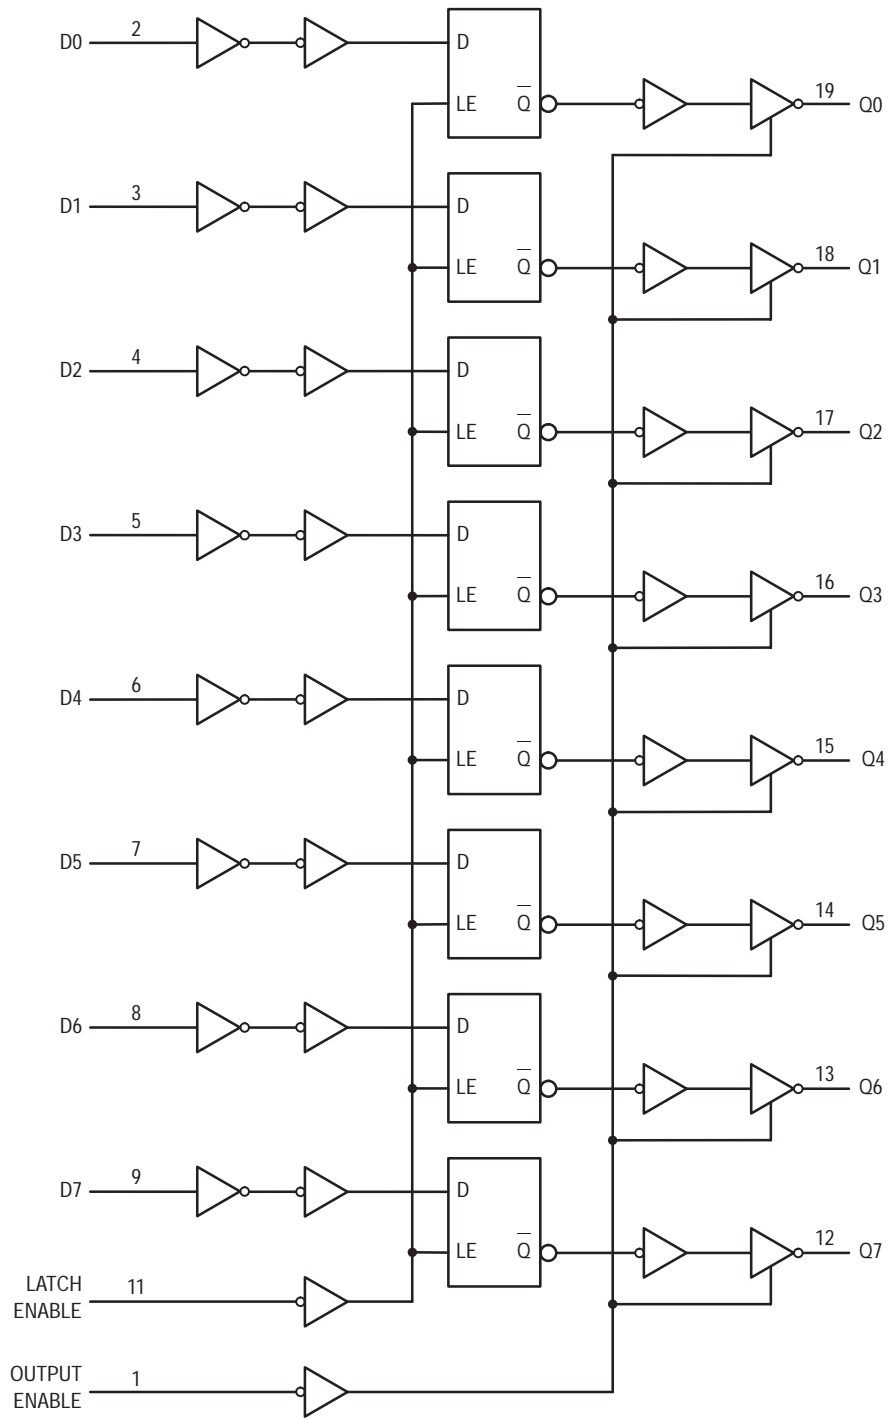 D0 2 D 19 Q0
LE Q̅
D1 3 D 18 Q1
LE Q̅
D2 4 D 17 Q2
LE Q̅
D3 5 D 16 Q3
LE Q̅
D4 6 D 15 Q4
LE Q̅
D5 7 D 14 Q5
LE Q̅
D6 8 D 13 Q6
LE Q̅
D7 9 D 12 Q7
LE Q̅
LATCH
ENABLE 11
OUTPUT
ENABLE 1